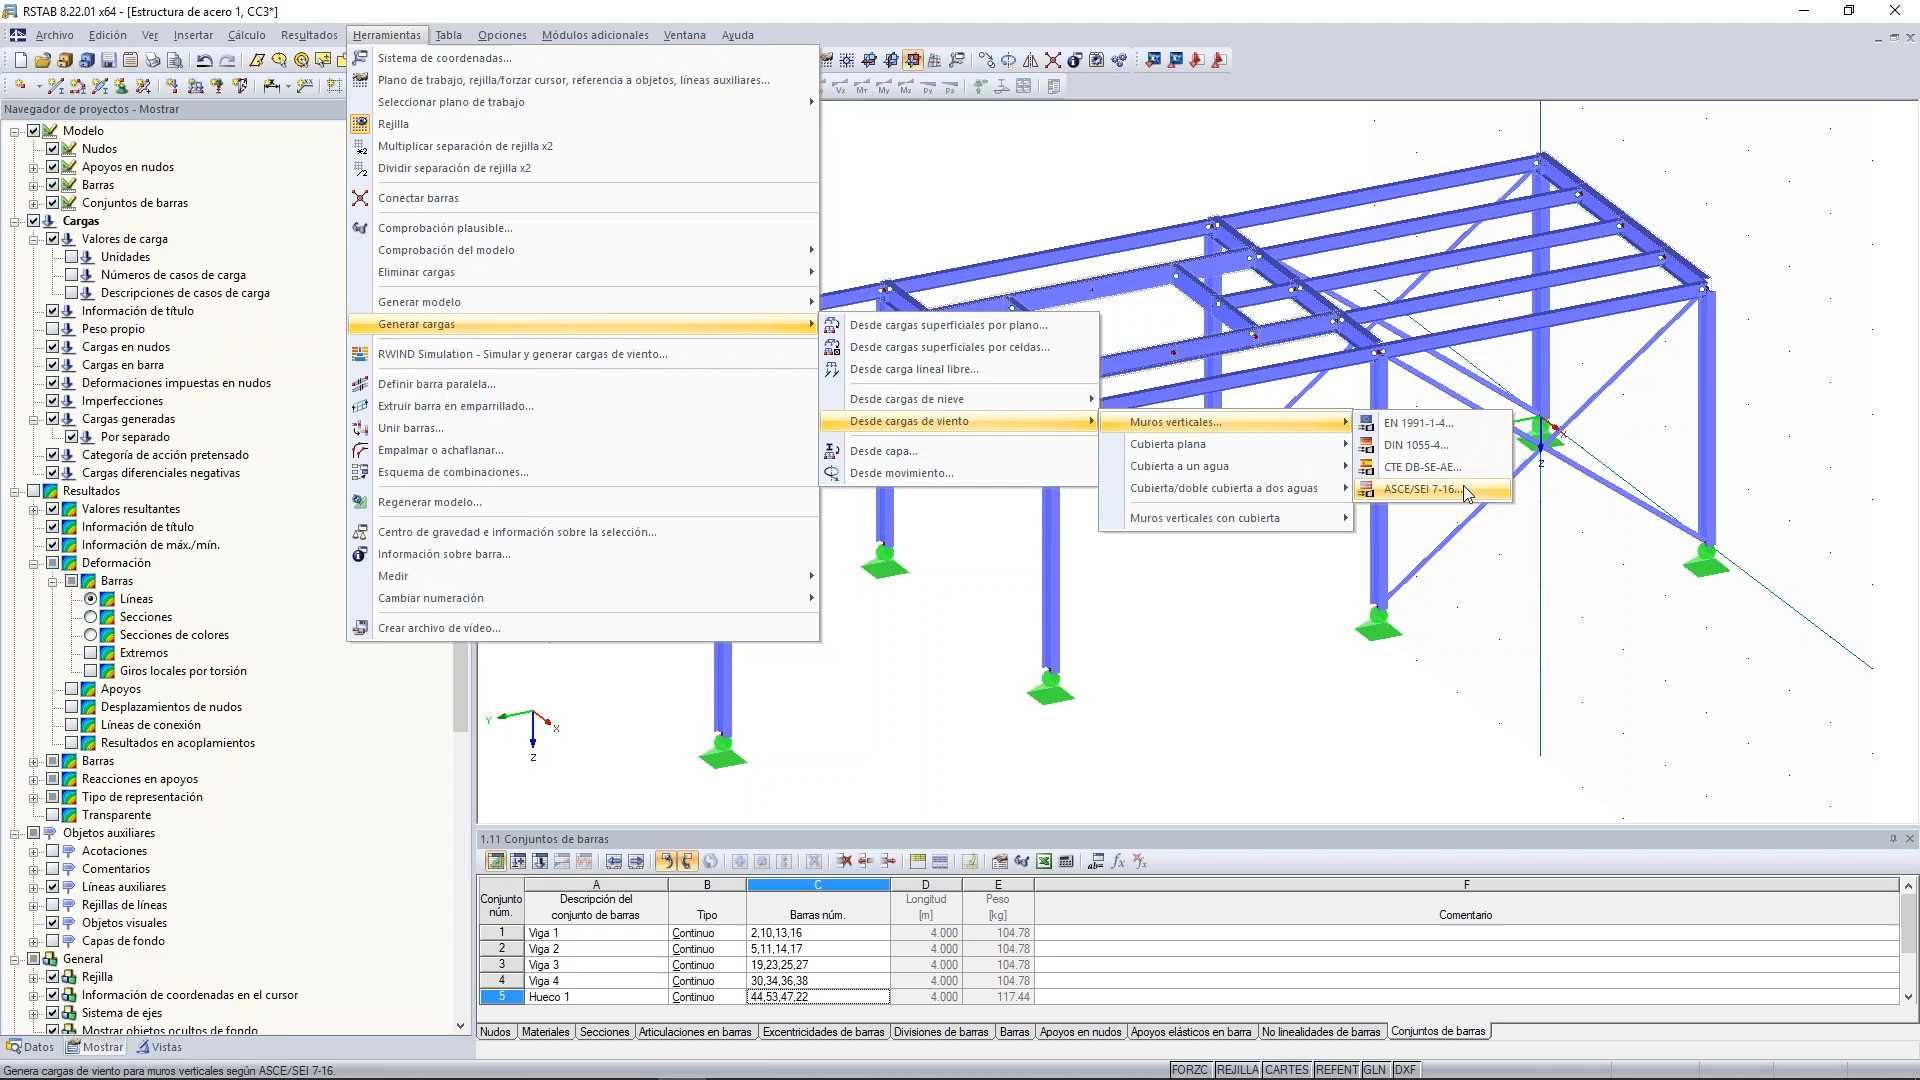 RSTAB 8.22.01 x64 - [Estructura de acero 1, CC3*]
Archivo Edición Ver Insertar Cálculo Resultados Herramientas Tabla Opciones Módulos adicionales Ventana Ayuda
Navegador de proyectos - Mostrar
Modelo
Nudos
Apoyos en nudos
Barras
Conjuntos de barras
Cargas
Valores de carga
Unidades
Números de casos de carga
Descripciones de casos de carga
Información de título
Peso propio
Cargas en nudos
Cargas en barra
Deformaciones impuestas en nudos
Imperfecciones
Cargas generadas
Por separado
Categoría de acción pretensado
Cargas diferenciales negativas
Resultados
Valores resultantes
Información de título
Información de máx./mín.
Deformación
Barras
Líneas
Secciones
Secciones de colores
Extremos
Giros locales por torsión
Apoyos
Desplazamientos de nudos
Líneas de conexión
Resultados en acoplamientos
Barras
Reacciones en apoyos
Tipo de representación
Transparente
Objetos auxiliares
Acotaciones
Comentarios
Líneas auxiliares
Rejillas de líneas
Objetos visuales
Capas de fondo
General
Rejilla
Información de coordenadas en el cursor
Sistema de ejes
Mostrar objetos ocultos de fondo
Datos Mostrar Vistas
Sistema de coordenadas...
Plano de trabajo, rejilla/forzar cursor, referencia a objetos, líneas auxiliares...
Seleccionar plano de trabajo
Rejilla
Multiplicar separación de rejilla x2
Dividir separación de rejilla x2
Conectar barras
Comprobación plausible...
Comprobación del modelo
Eliminar cargas
Generar modelo
Generar cargas
RWIND Simulation - Simular y generar cargas de viento...
Definir barra paralela...
Extruir barra en emparrillado...
Unir barras...
Empalmar o achaflanar...
Esquema de combinaciones...
Regenerar modelo...
Centro de gravedad e información sobre la selección...
Información sobre barra...
Medir
Cambiar numeración
Crear archivo de vídeo...
Desde cargas superficiales por plano...
Desde cargas superficiales por celdas...
Desde carga lineal libre...
Desde cargas de nieve
Desde cargas de viento
Desde capa...
Desde movimiento...
Muros verticales...
Cubierta plana
Cubierta a un agua
Cubierta/doble cubierta a dos aguas
Muros verticales con cubierta
EN 1991-1-4...
DIN 1055-4...
CTE DB-SE-AE...
ASCE/SEI 7-16...
X
Z
Y
X
Z
1.11 Conjuntos de barras
A B C D E F
Conjunto núm. Descripción del conjunto de barras Tipo Barras núm. Longitud [m] Peso [kg] Comentario
1 Viga 1 Continuo 2,10,13,16 4.000 104.78
2 Viga 2 Continuo 5,11,14,17 4.000 104.78
3 Viga 3 Continuo 19,23,25,27 4.000 104.78
4 Viga 4 Continuo 30,34,36,38 4.000 104.78
5 Hueco 1 Continuo 44,53,47,22 4.000 117.44
Nudos Materiales Secciones Articulaciones en barras Excentricidades de barras Divisiones de barras Barras Apoyos en nudos Apoyos elásticos en barra No linealidades de barras Conjuntos de barras
Genera cargas de viento para muros verticales según ASCE/SEI 7-16.
FORZC REJILLA CARTES REFENT GLN DXF